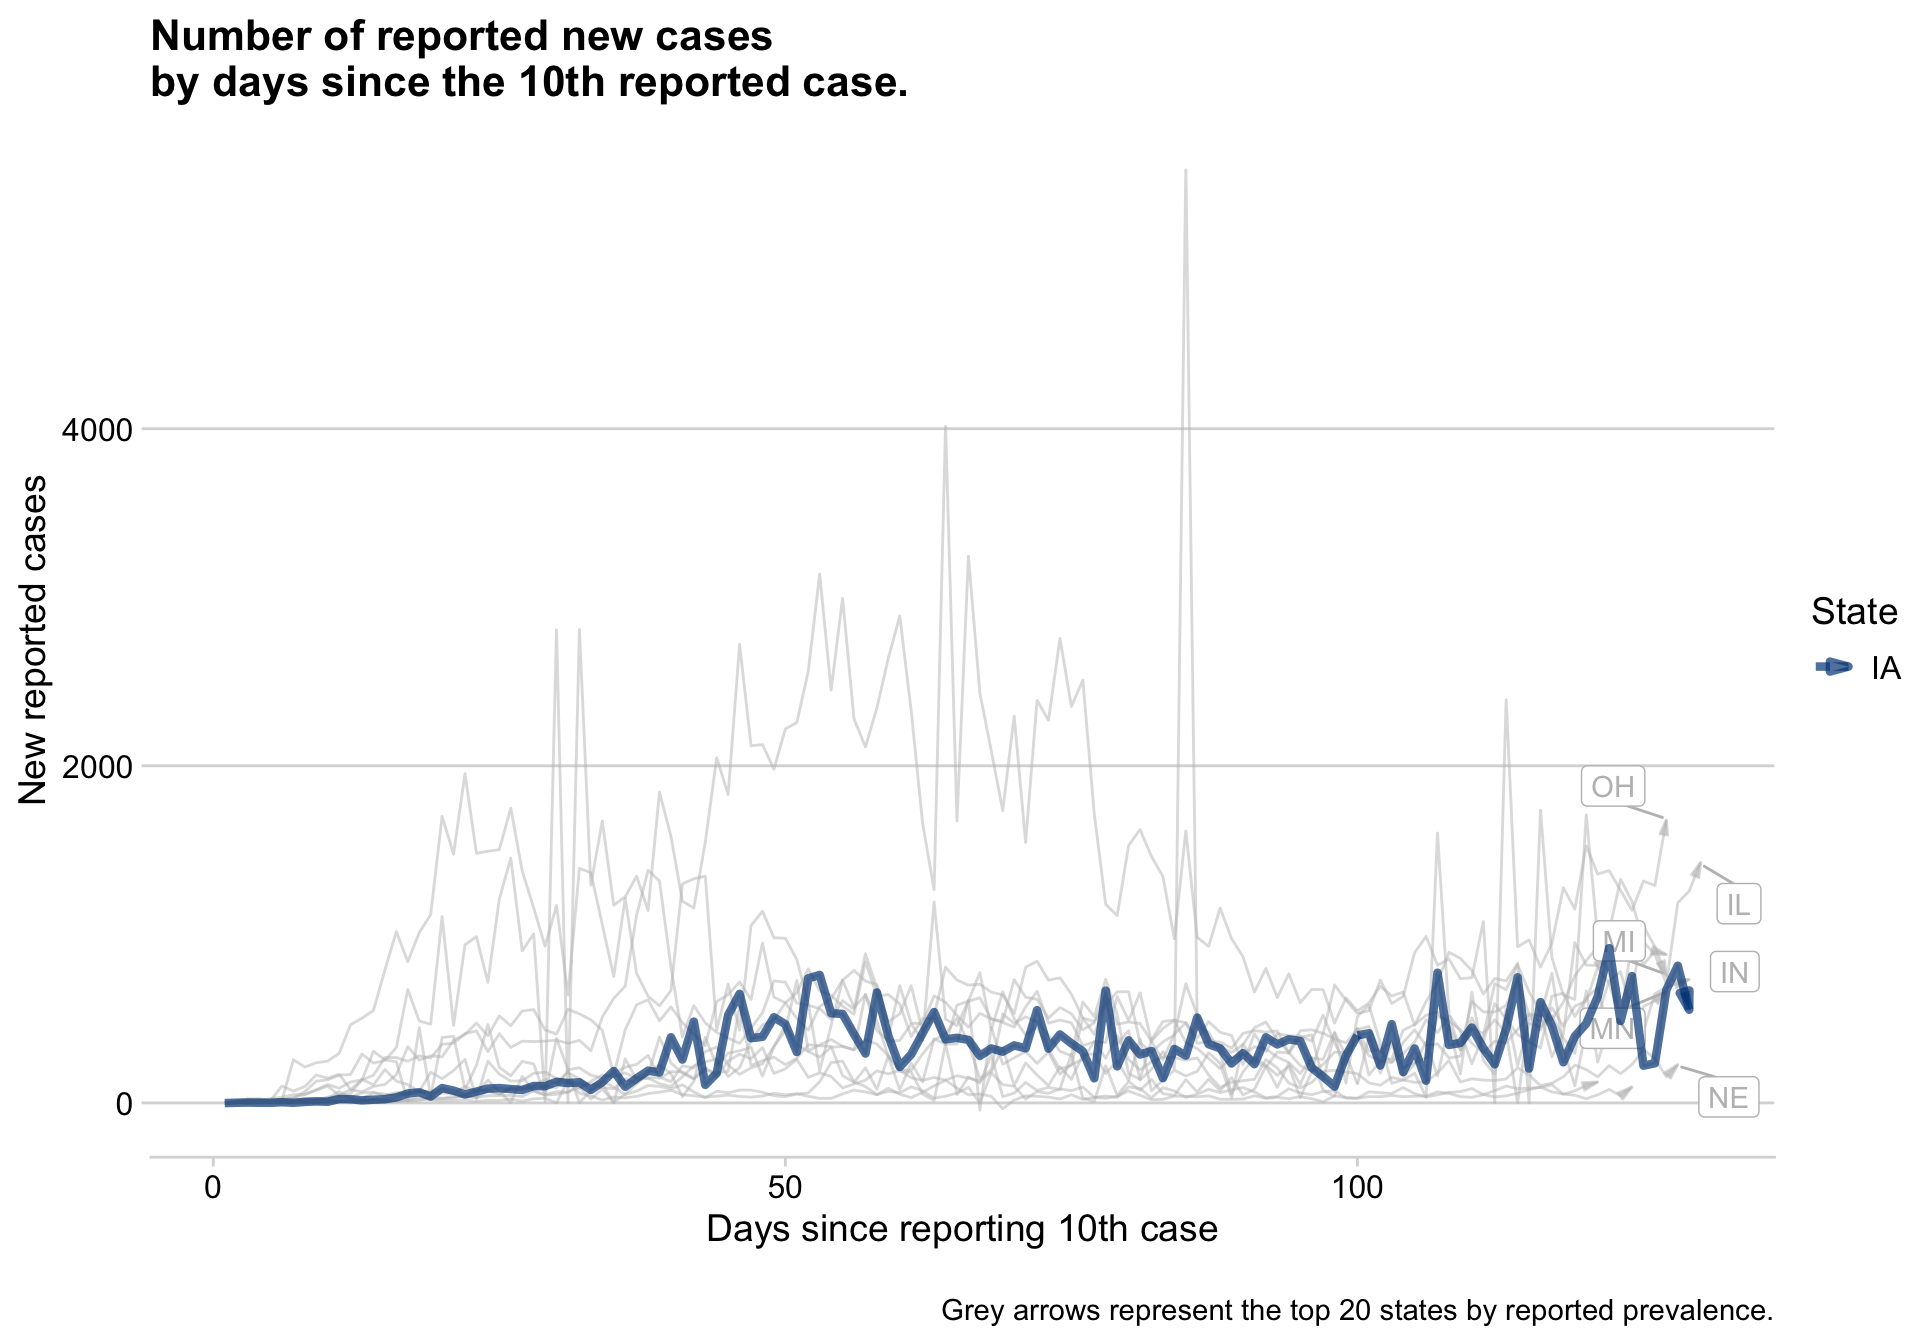 Number of reported new cases
by days since the 10th reported case.
New reported cases
4000
2000
0
OH
IL
MI
IN
MN
NE
State
IA
0
50
100
Days since reporting 10th case
Grey arrows represent the top 20 states by reported prevalence.